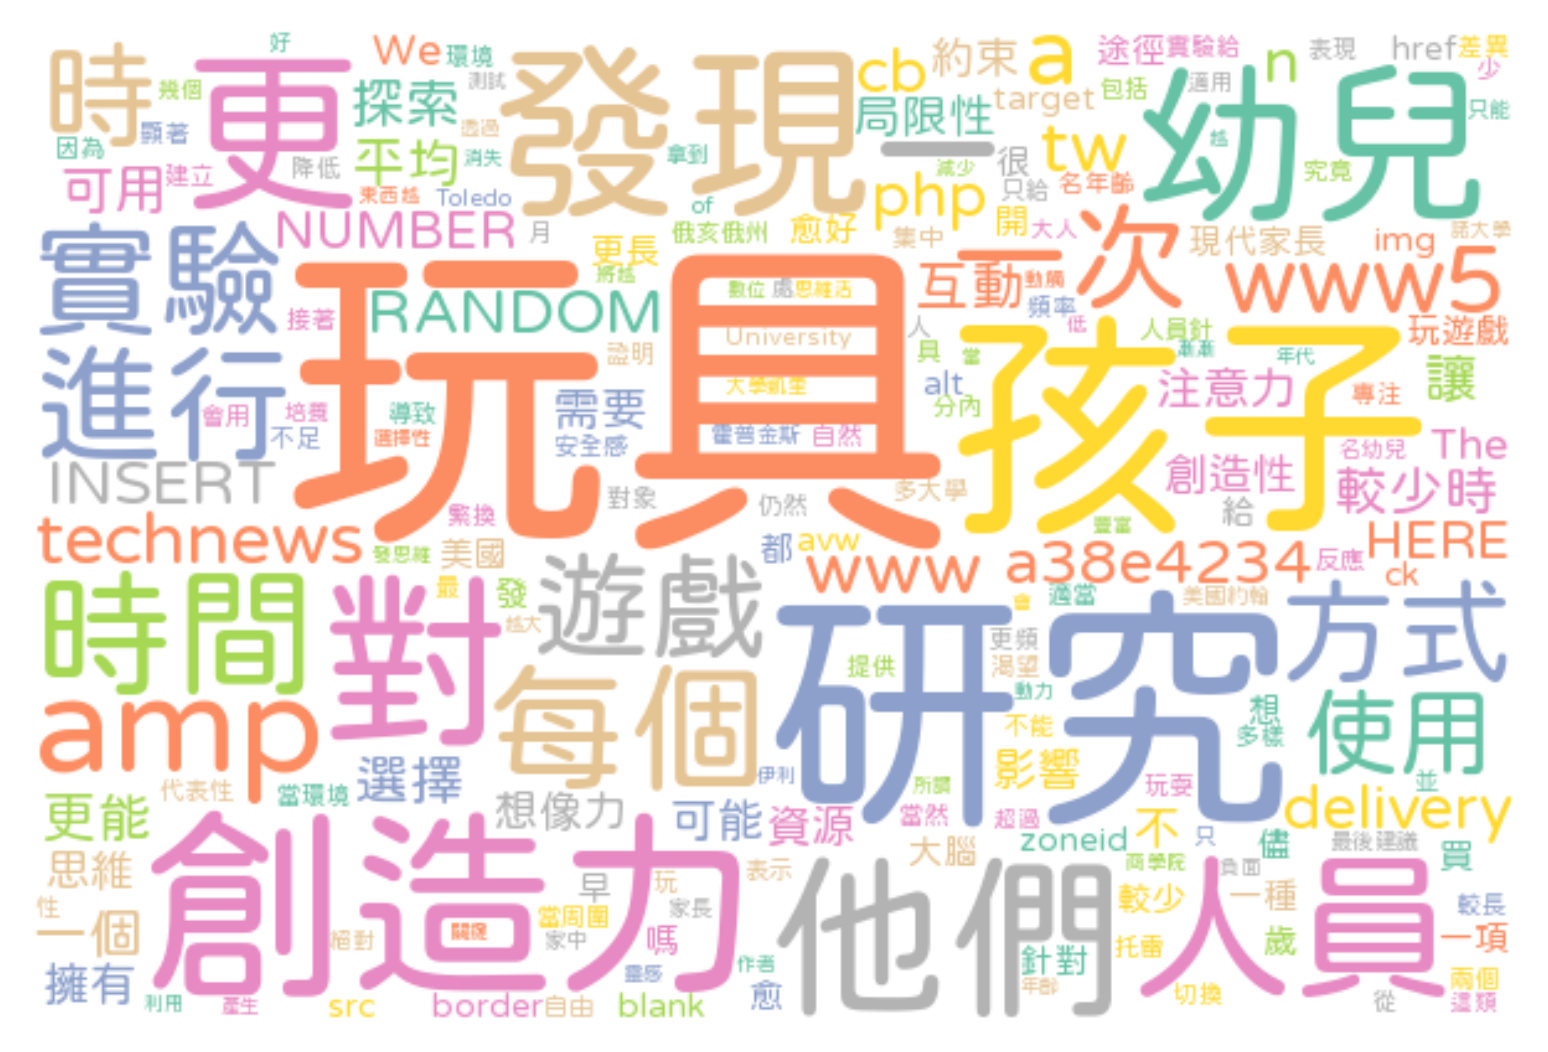 好
We
環境
時
更
發現
cb
約束
a
途徑
實驗給
n
表現
href
差異
少
幾個
探索
測試
局限性
target
包括
適用
幼兒
只能
因為
顯著
透過
平均
消失
拿到
一
很
tw
越
究竟
降低
可用
建立
東西越
Toledo
of
php
減少
只給
名年齡
NUMBER
月
更長
俄亥俄州
愈好
集中
開
大人
現代家長
img
諾大學
實驗
將越
玩具
互動
動觸
一次
www5
接著
RANDOM
數位
處
思維活
頻率
人
低
人員針
玩遊戲
University
證明
具
當
漸漸
年代
孩子
進行
會用
培養
導致
需要
大學凱里
alt
分內
注意力
專注
讓
不足
選擇性
安全感
霍普金斯
自然
名幼兒
The
INSERT
對象
仍然
多大學
創造性
較少時
給
繁換
豐富
technews
發思維
美國
都
avw
www
a38e4234
反應
HERE
ck
時間
對
最
發
越大
遊戲
會
適當
美國約翰
方式
更頻
研究
提供
渴望
動力
amp
每個
不能
想
多樣
使用
選擇
伊利
所謂
影響
玩耍
並
代表性
當環境
更能
想像力
可能
資源
當然
超過
delivery
zoneid
不
只
儘
最後建議
買
思維
創造力
早
玩
表示
大腦
商學院
負面
他們
人員
較少
一種
較長
性
一個
絕對
關係
當周圍
家中
家長
嗎
針對
托雷
歲
一項
擁有
靈感
作者
年齡
兩個
利用
產生
src
border
自由
blank
愈
切換
從
這類